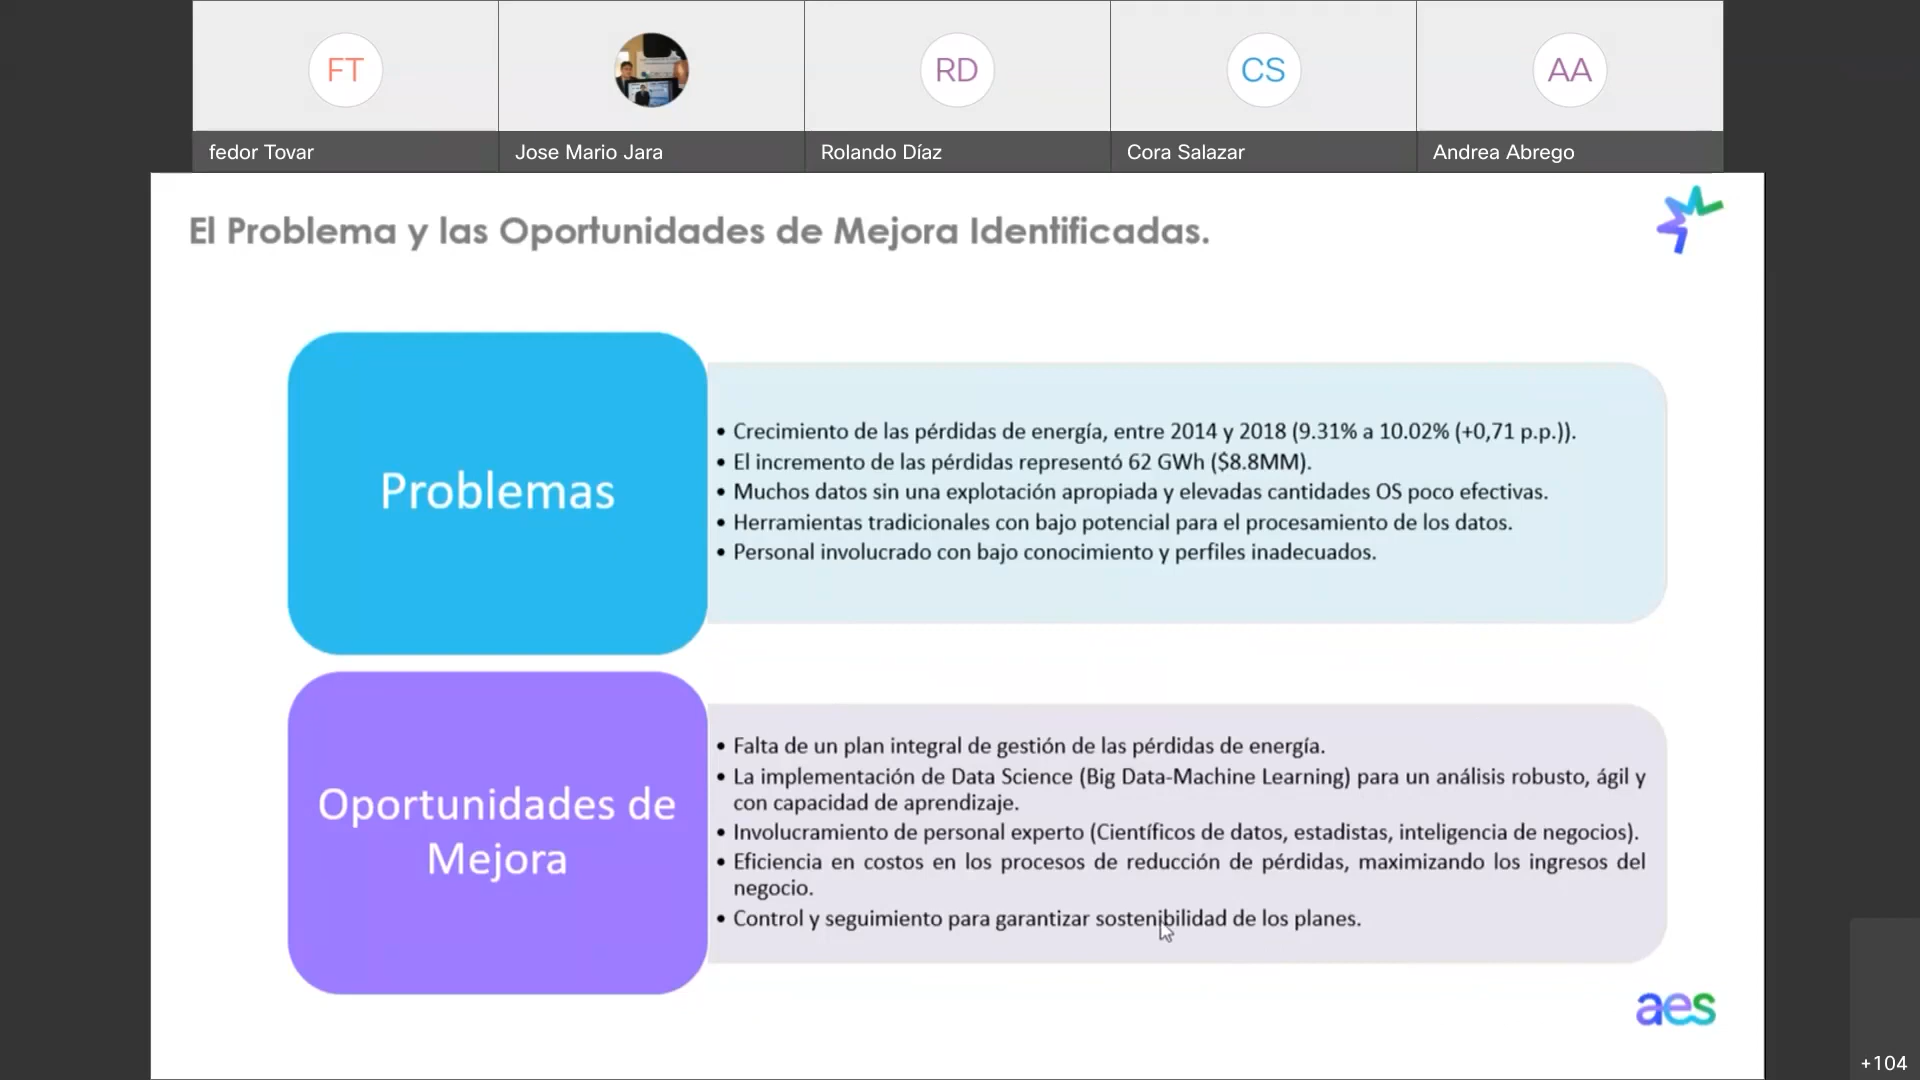 FT
RD
CS
AA
fedor Tovar
Jose Mario Jara
Rolando Díaz
Cora Salazar
Andrea Abrego
El Problema y las Oportunidades de Mejora Identificadas.
Problemas
• Crecimiento de las pérdidas de energía, entre 2014 y 2018 (9.31% a 10.02% (+0,71 p.p.)).
• El incremento de las pérdidas representó 62 GWh ($8.8MM).
• Muchos datos sin una explotación apropiada y elevadas cantidades OS poco efectivas.
• Herramientas tradicionales con bajo potencial para el procesamiento de los datos.
• Personal involucrado con bajo conocimiento y perfiles inadecuados.
Oportunidades de
Mejora
• Falta de un plan integral de gestión de las pérdidas de energía.
• La implementación de Data Science (Big Data-Machine Learning) para un análisis robusto, ágil y
con capacidad de aprendizaje.
• Involucramiento de personal experto (Científicos de datos, estadistas, inteligencia de negocios).
• Eficiencia en costos en los procesos de reducción de pérdidas, maximizando los ingresos del
negocio.
• Control y seguimiento para garantizar sostenibilidad de los planes.
aes
+104